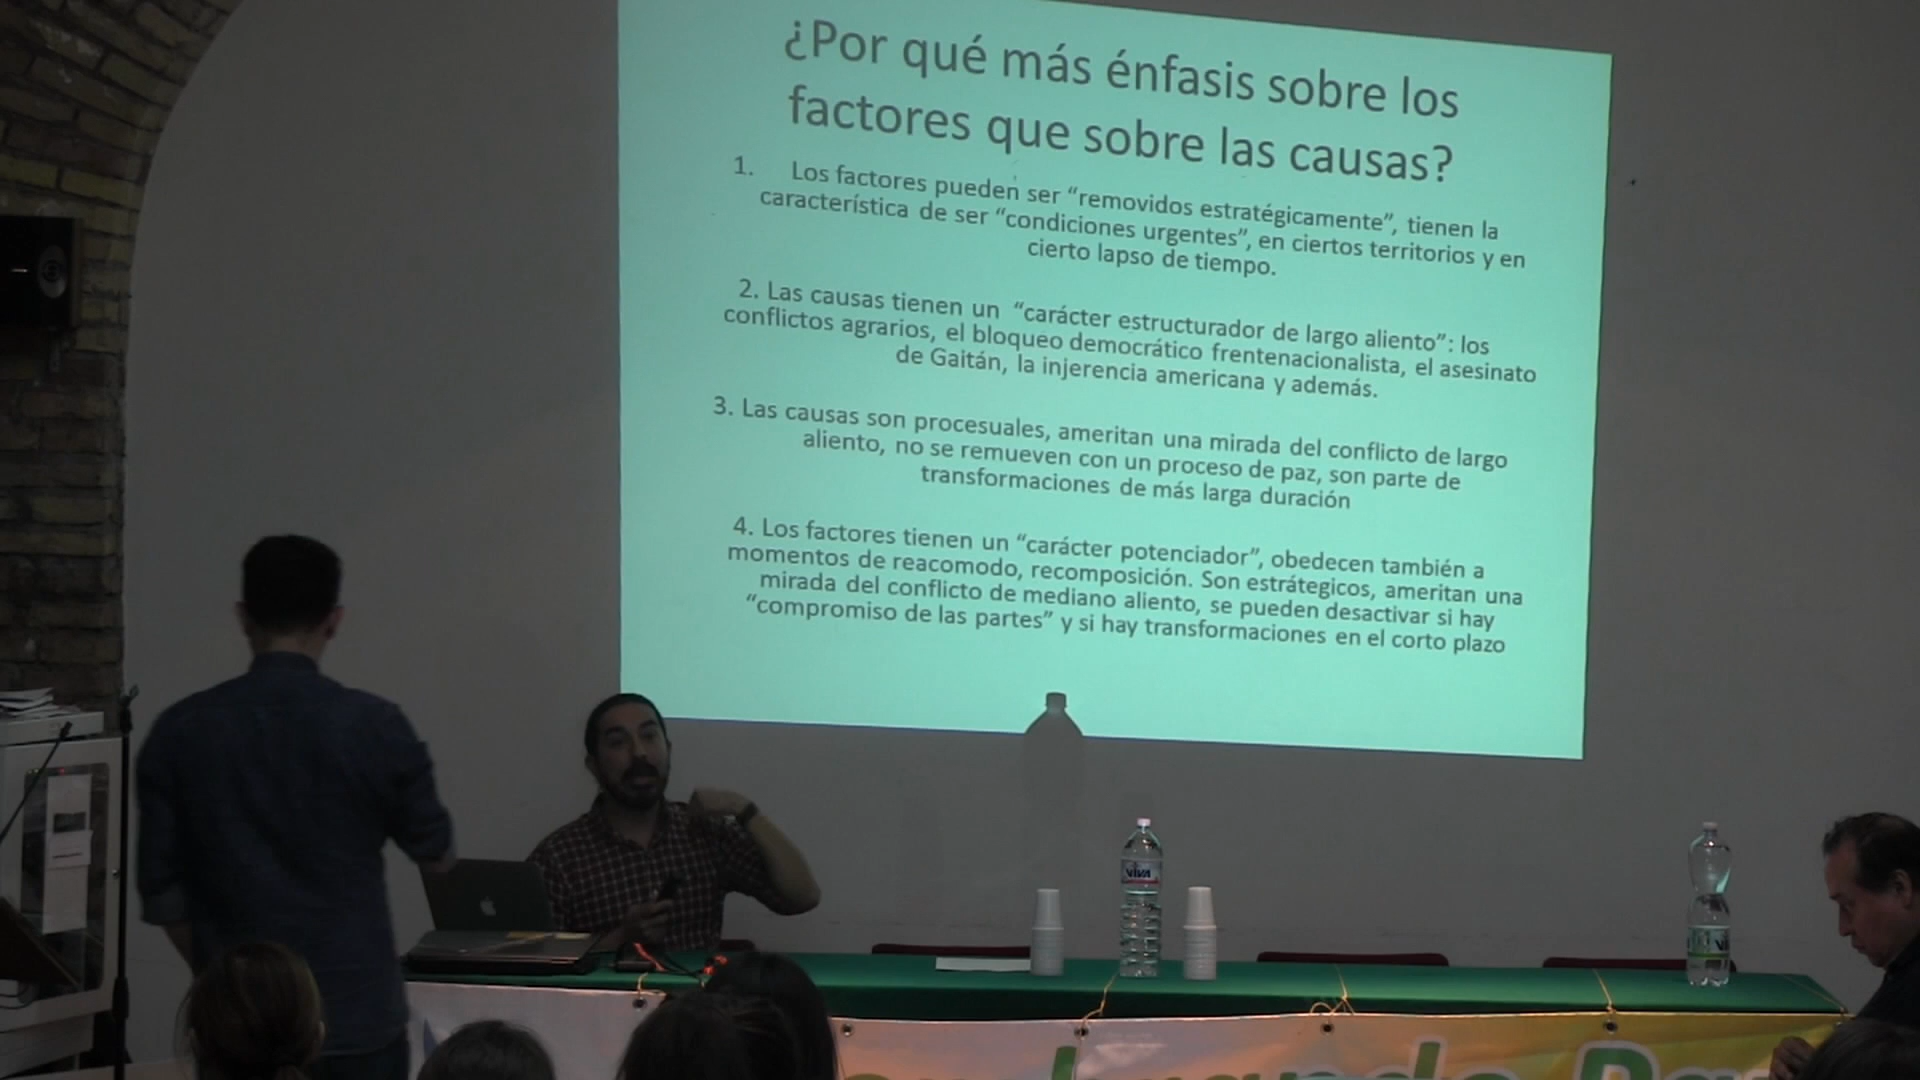 ¿Por qué más énfasis sobre los
factores que sobre las causas?
1. Los factores pueden ser “removidos estratégicamente”, tienen la
característica de ser “condiciones urgentes”, en ciertos territorios y en
cierto lapso de tiempo.
2. Las causas tienen un “carácter estructurador de largo aliento”: los
conflictos agrarios, el bloqueo democrático frentenacionalista, el asesinato
de Gaitán, la injerencia americana y además.
3. Las causas son procesuales, ameritan una mirada del conflicto de largo
aliento, no se remueven con un proceso de paz, son parte de
transformaciones de más larga duración
4. Los factores tienen un “carácter potenciador”, obedecen también a
momentos de reacomodo, recomposición. Son estrátegicos, ameritan una
mirada del conflicto de mediano aliento, se pueden desactivar si hay
“compromiso de las partes” y si hay transformaciones en el corto plazo
VIVA